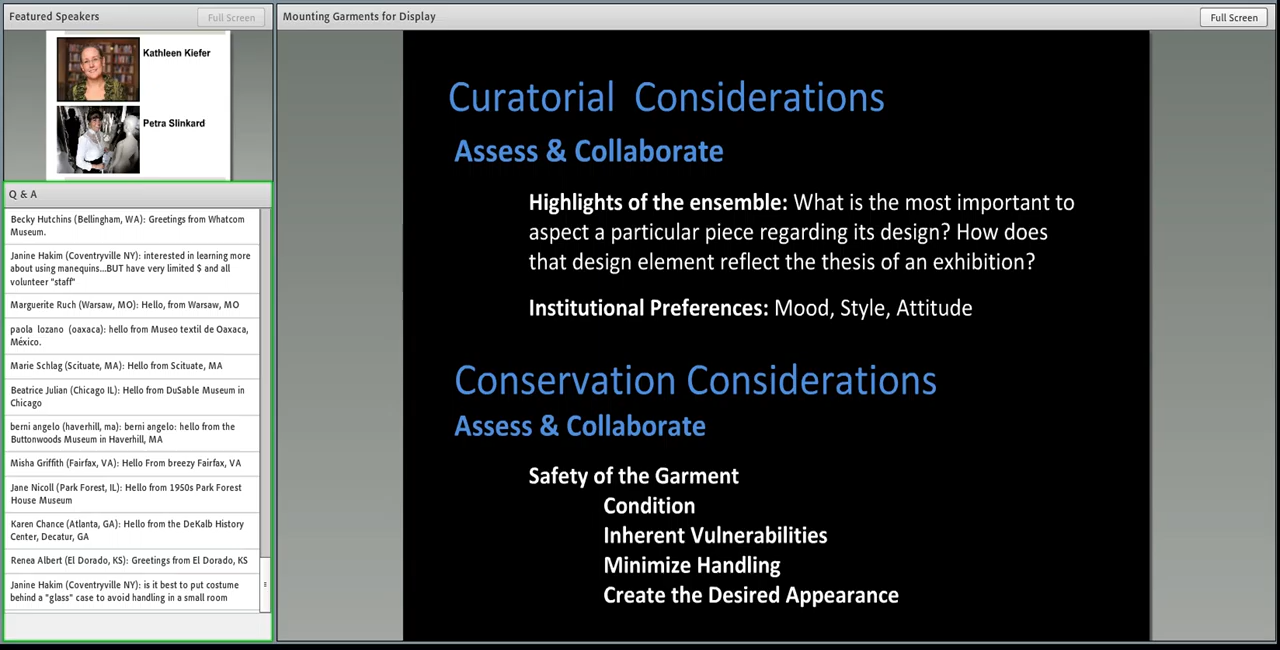 Featured Speakers
Full Screen
Kathleen Kiefer
Petra Slinkard
Q & A
Becky Hutchins (Bellingham, WA): Greetings from Whatcom
Museum.
Janine Hakim (Coventryville NY): interested in learning more
about using manequins...BUT have very limited $ and all
volunteer "staff"
Marguerite Ruch (Warsaw, MO): Hello, from Warsaw, MO
paola lozano (oaxaca): hello from Museo textil de Oaxaca,
México.
Marie Schlag (Scituate, MA): Hello from Scituate, MA
Beatrice Julian (Chicago IL): Hello from DuSable Museum in
Chicago
berni angelo (haverhill, ma): berni angelo: hello from the
Buttonwoods Museum in Haverhill, MA
Misha Griffith (Fairfax, VA): Hello From breezy Fairfax, VA
Jane Nicoll (Park Forest, IL): Hello from 1950s Park Forest
House Museum
Karen Chance (Atlanta, GA): Hello from the DeKalb History
Center, Decatur, GA
Renea Albert (El Dorado, KS): Greetings from El Dorado, KS
Janine Hakim (Coventryville NY): is it best to put costume
behind a "glass" case to avoid handling in a small room
Mounting Garments for Display
Full Screen
Curatorial Considerations
Assess & Collaborate
Highlights of the ensemble: What is the most important to
aspect a particular piece regarding its design? How does
that design element reflect the thesis of an exhibition?
Institutional Preferences: Mood, Style, Attitude
Conservation Considerations
Assess & Collaborate
Safety of the Garment
Condition
Inherent Vulnerabilities
Minimize Handling
Create the Desired Appearance